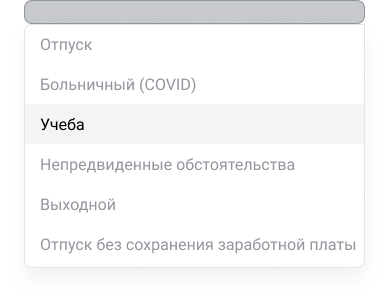 Отпуск
Больничный (COVID)
Учеба
Непредвиденные обстоятельства
Выходной
Отпуск без сохранения заработной платы